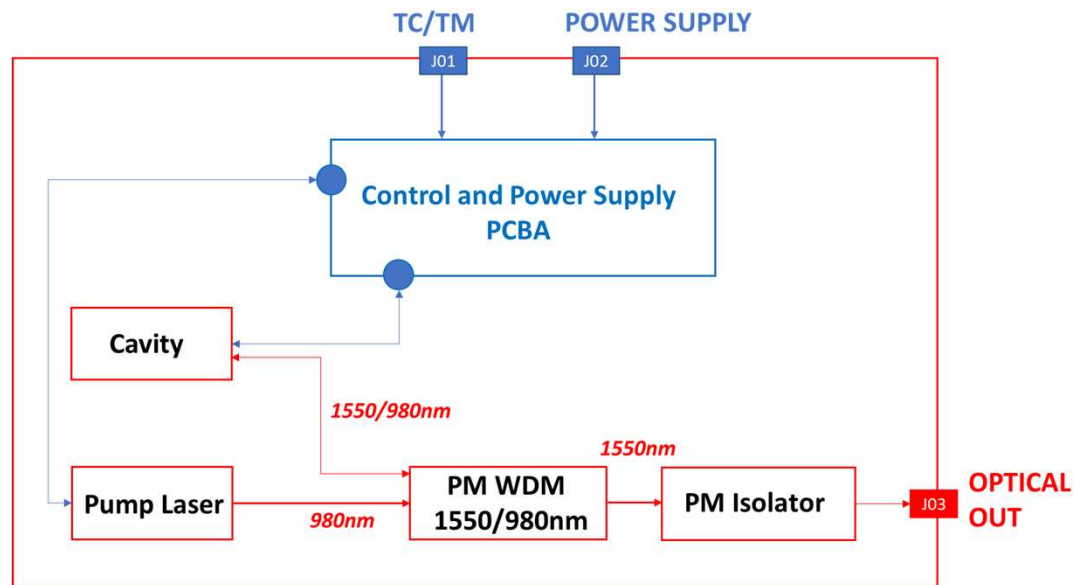 TC/TM
POWER SUPPLY
J01
J02
Control and Power Supply
PCBA
Cavity
1550/980nm
1550nm
Pump Laser
980nm
PM WDM
1550/980nm
PM Isolator
J03
OPTICAL
OUT